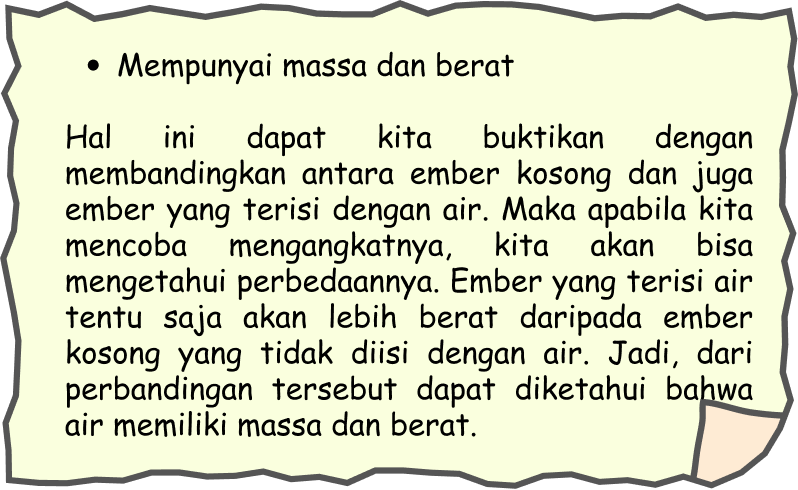 • Mempunyai massa dan berat
Hal ini dapat kita buktikan dengan
membandingkan antara ember kosong dan juga
ember yang terisi dengan air. Maka apabila kita
mencoba mengangkatnya, kita akan bisa
mengetahui perbedaannya. Ember yang terisi air
tentu saja akan lebih berat daripada ember
kosong yang tidak diisi dengan air. Jadi, dari
perbandingan tersebut dapat diketahui bahwa
air memiliki massa dan berat.